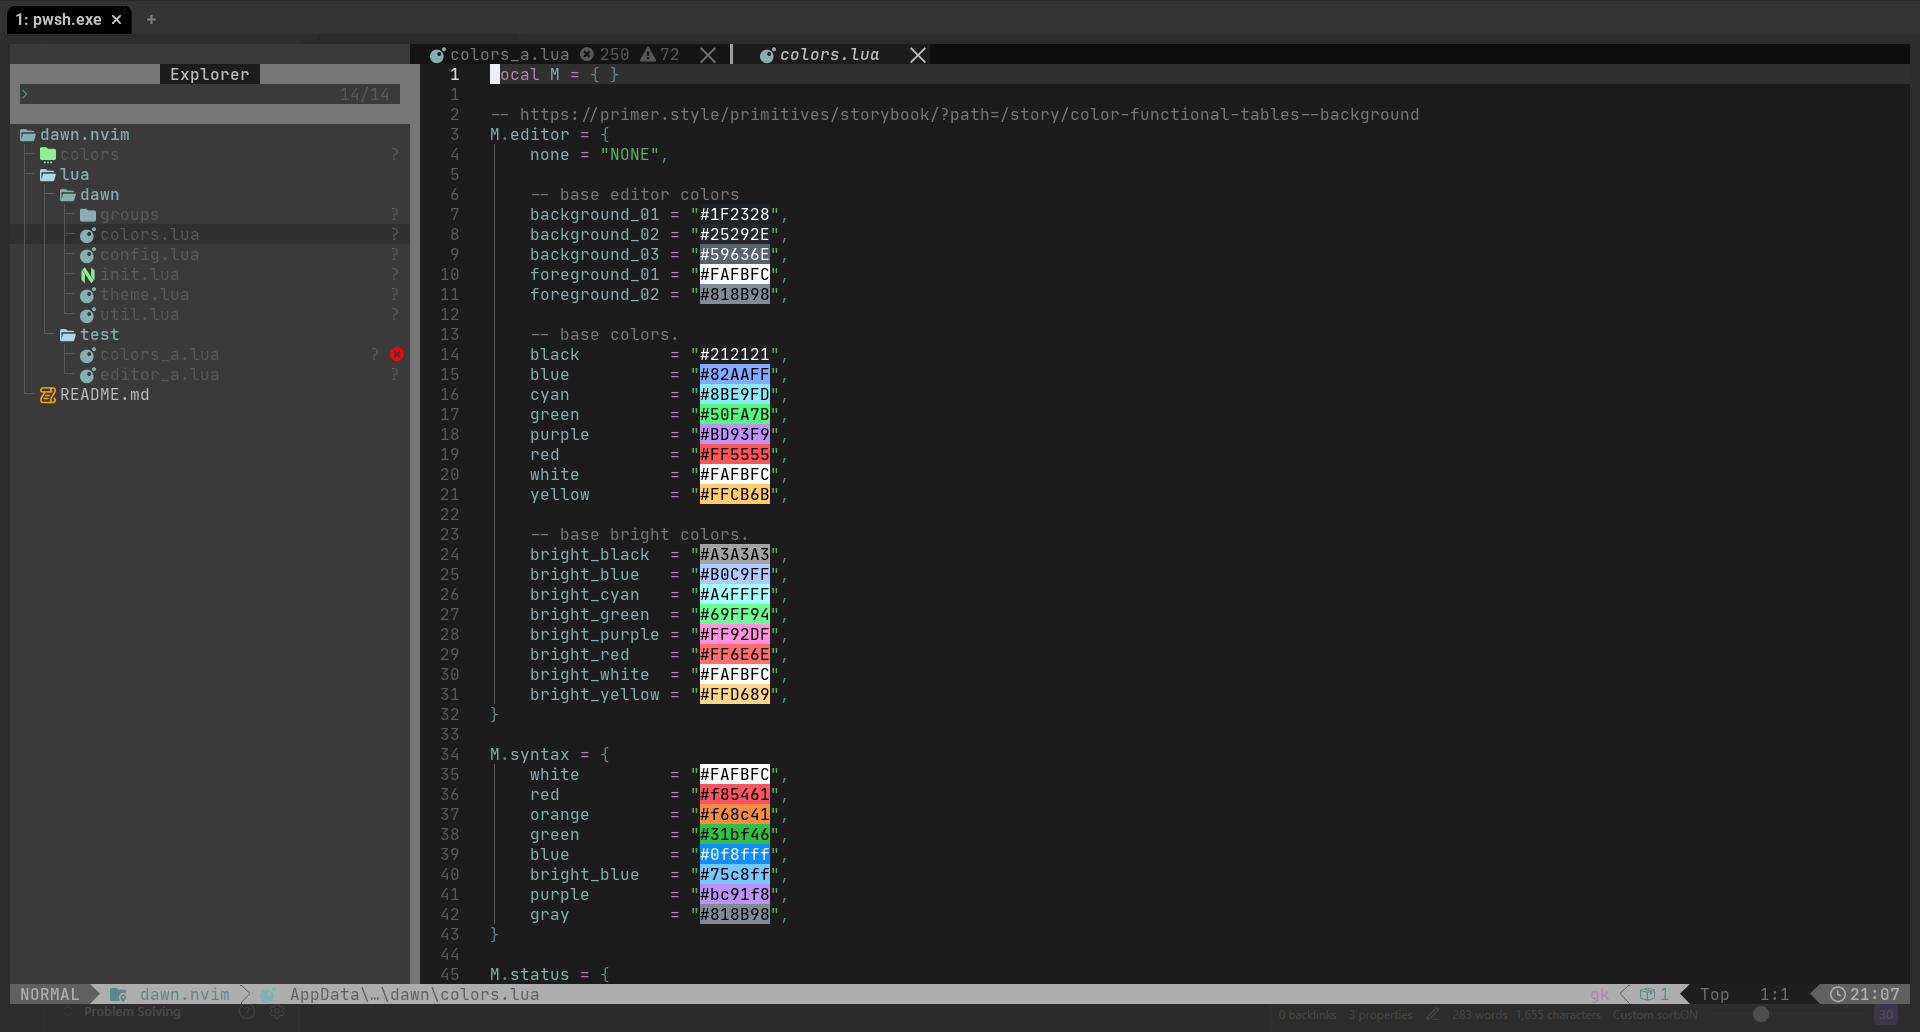 1: pwsh.exe × +
colors_a.lua 250 72 colors.lua
Explorer
> 14/14
dawn.nvim
colors ?
lua
dawn
groups ?
colors.lua ?
config.lua ?
init.lua ?
theme.lua ?
util.lua ?
test
colors_a.lua ?
editor_a.lua ?
README.md
1 local M = { }
1
2 -- https://primer.style/primitives/storybook/?path=/story/color-functional-tables--background
3 M.editor = {
4 none = "NONE",
5
6 -- base editor colors
7 background_01 = "#1F2328",
8 background_02 = "#25292E",
9 background_03 = "#59636E",
10 foreground_01 = "#FAFBFC",
11 foreground_02 = "#818B98",
12
13 -- base colors.
14 black = "#212121",
15 blue = "#82AAFF",
16 cyan = "#8BE9FD",
17 green = "#50FA7B",
18 purple = "#BD93F9",
19 red = "#FF5555",
20 white = "#FAFBFC",
21 yellow = "#FFCB6B",
22
23 -- base bright colors.
24 bright_black = "#A3A3A3",
25 bright_blue = "#B0C9FF",
26 bright_cyan = "#A4FFFF",
27 bright_green = "#69FF94",
28 bright_purple = "#FF92DF",
29 bright_red = "#FF6E6E",
30 bright_white = "#FAFBFC",
31 bright_yellow = "#FFD689",
32 }
33
34 M.syntax = {
35 white = "#FAFBFC",
36 red = "#f85461",
37 orange = "#f68c41",
38 green = "#31bf46",
39 blue = "#0f8fff",
40 bright_blue = "#75c8ff",
41 purple = "#bc91f8",
42 gray = "#818B98",
43 }
44
45 M.status = {
NORMAL dawn.nvim AppData\…\dawn\colors.lua gk 1 Top 1:1 21:07
Problem Solving 0 backlinks 3 properties 283 words 1,655 characters Custom sort:ON 30